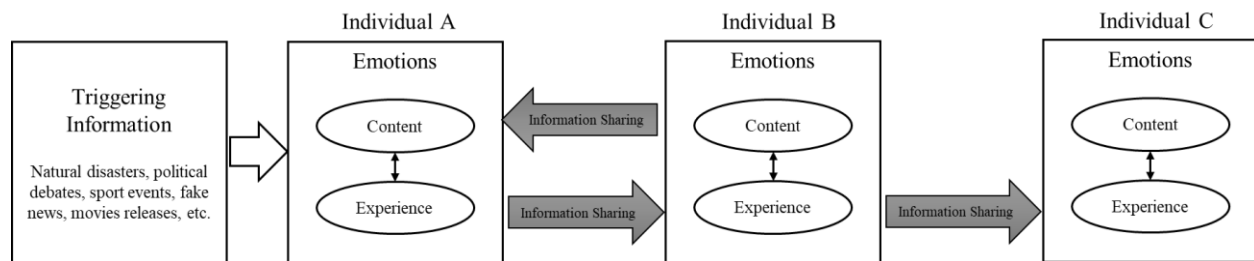 Triggering
Information
Natural disasters, political
debates, sport events, fake
news, movies releases, etc.
Individual A
Emotions
Content
Experience
Information Sharing
Information Sharing
Individual B
Emotions
Content
Experience
Information Sharing
Individual C
Emotions
Content
Experience